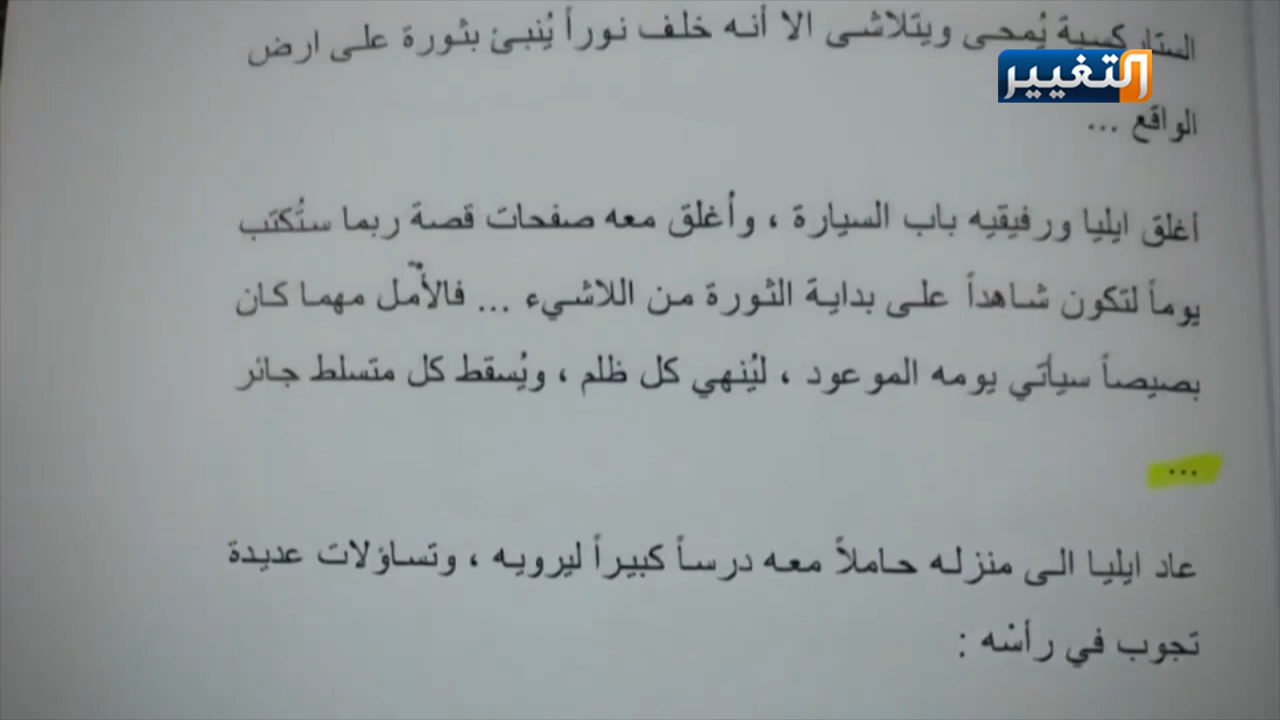 الستاركسية يُمحى ويتلاشى الا أنه خلف نوراً يُنبئ بثورة على ارض
التغيير
الواقع ...
أغلق ايليا ورفيقيه باب السيارة ، وأغلق معه صفحات قصة ربما ستُكتب
يوماً لتكون شاهداً على بداية الثورة من اللاشيء ... فالأمل مهما كان
بصيصاً سيأتي يومه الموعود ، ليُنهي كل ظلم ، ويُسقط كل متسلط جائر
...
عاد ايليا الى منزله حاملاً معه درساً كبيراً ليرويه ، وتساؤلات عديدة
تجوب في رأسه :